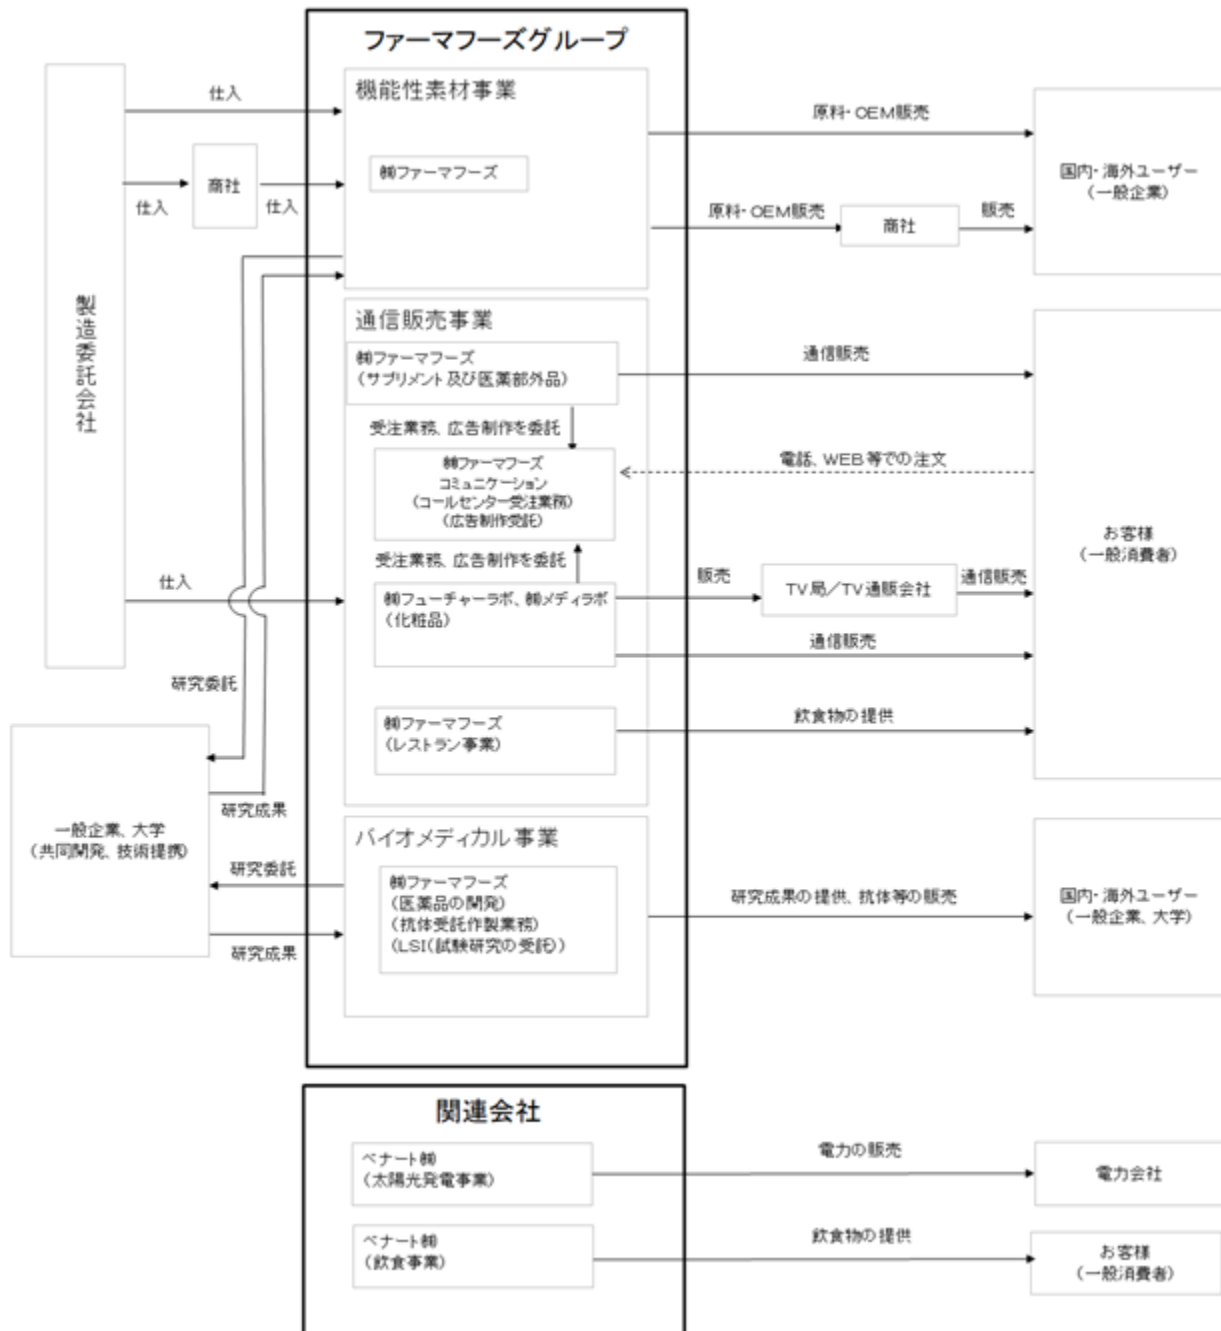 ファーマフーズグループ
機能性素材事業
㈱ファーマフーズ
仕入
商社
仕入
仕入
製造委託会社
原料・OEM販売
原料・OEM販売
商社
販売
国内・海外ユーザー
(一般企業)
通信販売事業
㈱ファーマフーズ
(サプリメント及び医薬部外品)
受注業務、広告制作を委託
㈱ファーマフーズ
コミュニケーション
(コールセンター受注業務)
(広告制作受託)
受注業務、広告制作を委託
㈱フューチャーラボ、㈱メディラボ
(化粧品)
㈱ファーマフーズ
(レストラン事業)
仕入
通信販売
電話、WEB等での注文
販売
TV局/TV通販会社
通信販売
通信販売
飲食物の提供
お客様
(一般消費者)
研究委託
研究成果
一般企業、大学
(共同開発、技術提携)
研究委託
研究成果
バイオメディカル事業
㈱ファーマフーズ
(医薬品の開発)
(抗体受託作製業務)
(LSI(試験研究の受託))
研究成果の提供、抗体等の販売
国内・海外ユーザー
(一般企業、大学)
関連会社
ベナート㈱
(太陽光発電事業)
電力の販売
電力会社
ベナート㈱
(飲食事業)
飲食物の提供
お客様
(一般消費者)